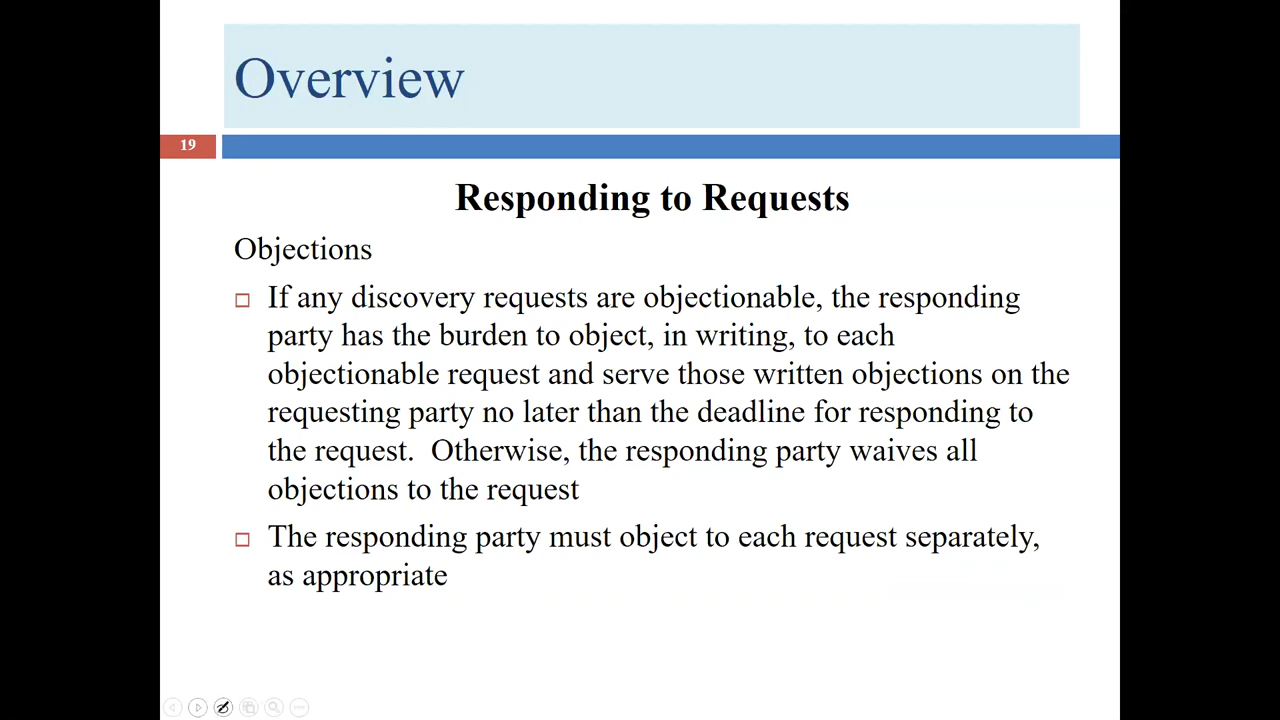 Overview
19
Responding to Requests
Objections
If any discovery requests are objectionable, the responding
party has the burden to object, in writing, to each
objectionable request and serve those written objections on the
requesting party no later than the deadline for responding to
the request.  Otherwise, the responding party waives all
objections to the request
The responding party must object to each request separately,
as appropriate